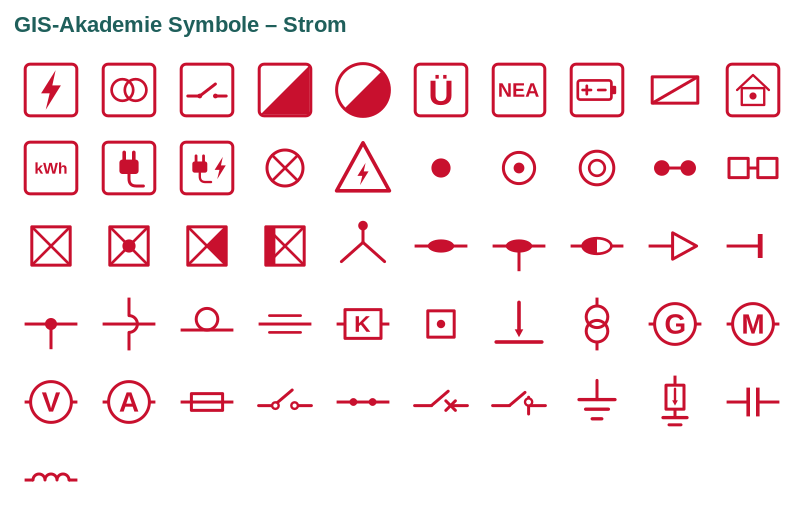 GIS-Akademie Symbole – Strom
Ü NEA
kWh
K G M
V A